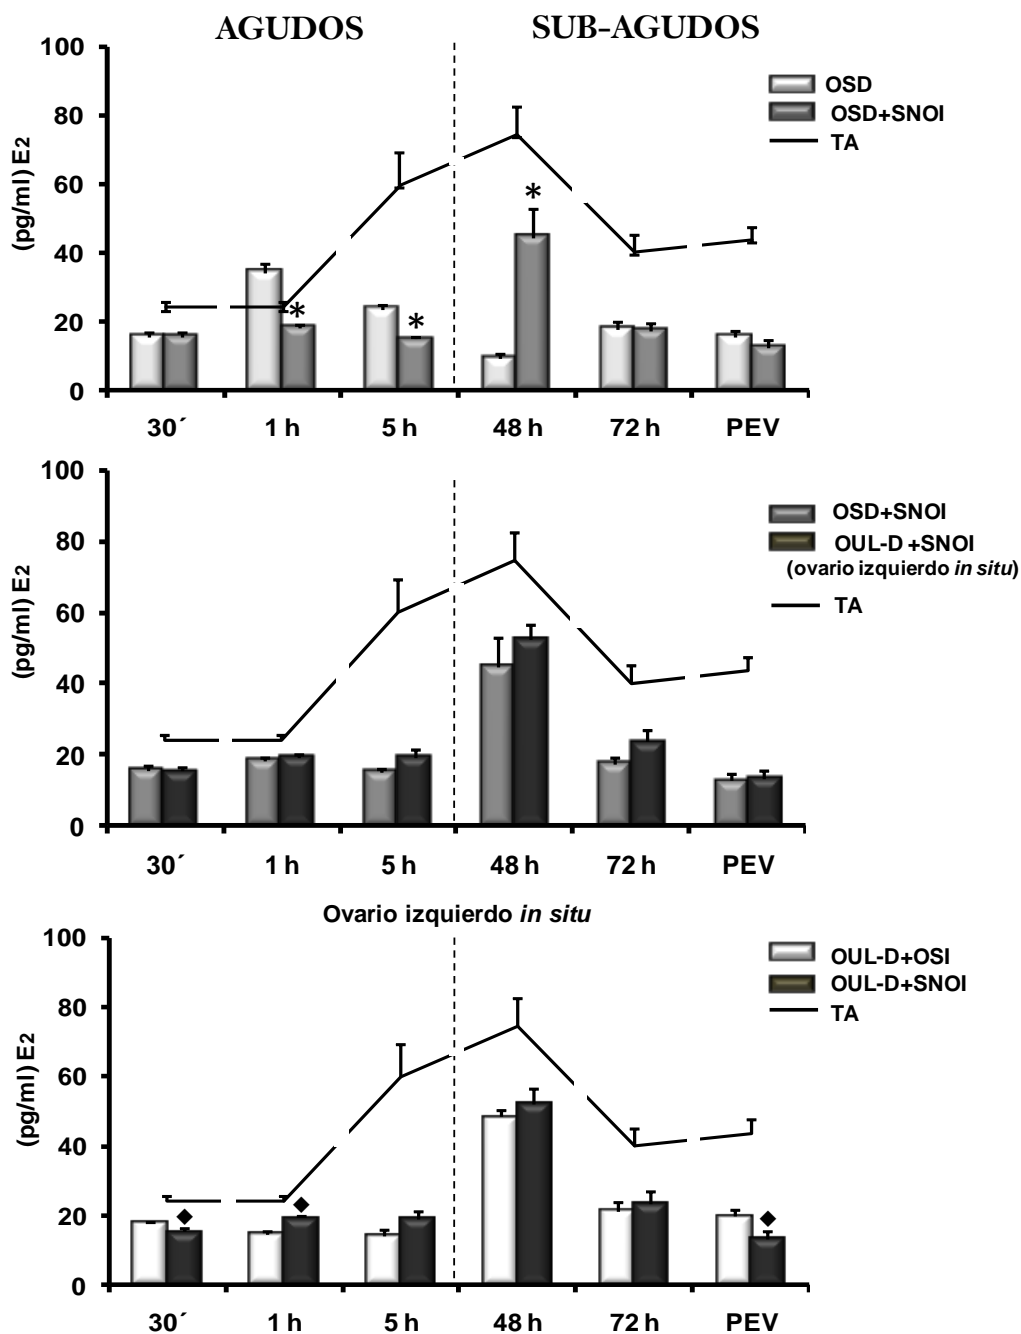 AGUDOS SUB-AGUDOS
(pg/ml) E2
100
80
60
40
20
0
OSD
OSD+SNOI
TA
*
*
*
30´ 1 h 5 h 48 h 72 h PEV
(pg/ml) E2
100
80
60
40
20
0
OSD+SNOI
OUL-D +SNOI
(ovario izquierdo in situ)
TA
30´ 1 h 5 h 48 h 72 h PEV
Ovario izquierdo in situ
(pg/ml) E2
100
80
60
40
20
0
OUL-D+OSI
OUL-D+SNOI
TA
30´ 1 h 5 h 48 h 72 h PEV